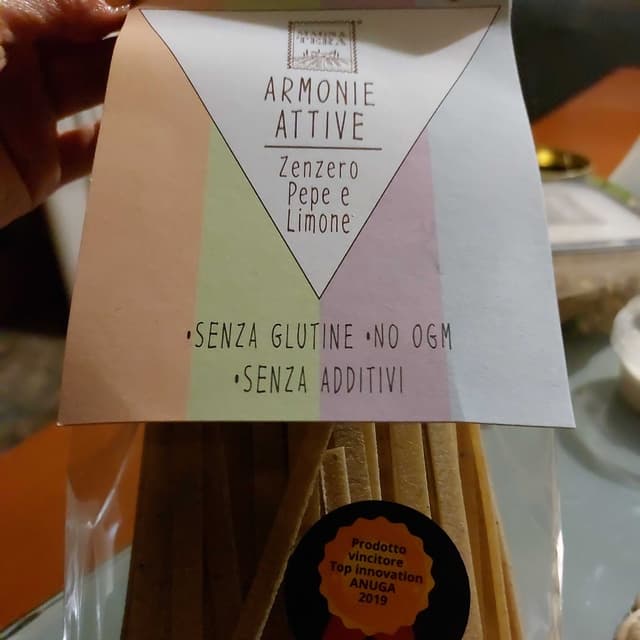 ARMONIE
ATTIVE
Zenzero
Pepe e
Limone
•SENZA GLUTINE •NO OGM
•SENZA ADDITIVI
Prodotto
vincitore
Top innovation
ANUGA
2019